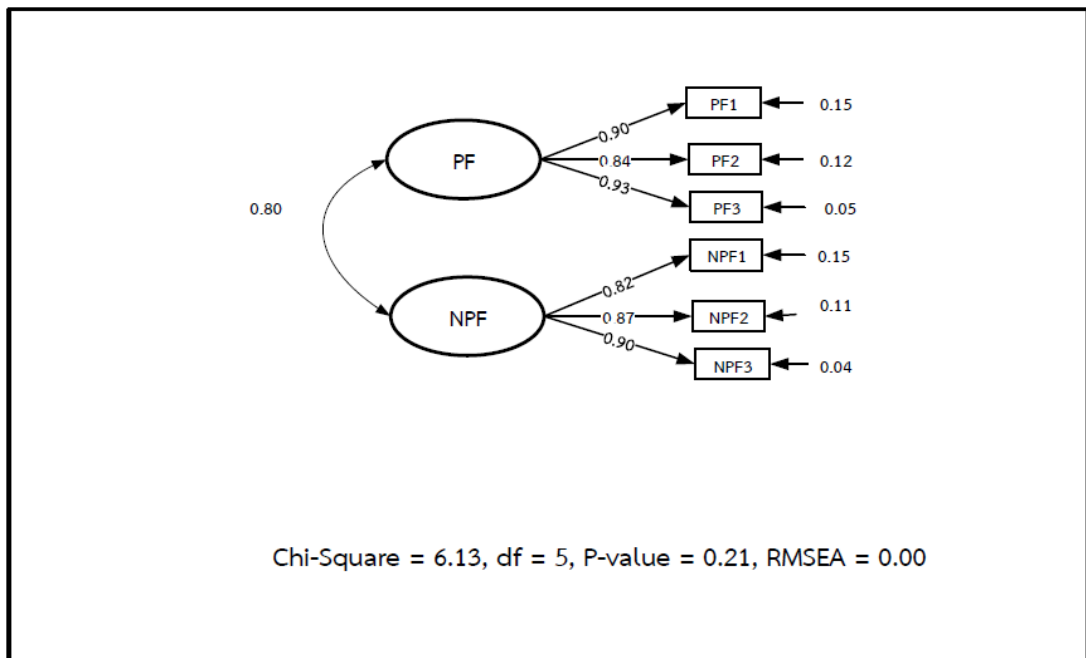 PF1
0.15
0.90
PF
0.84
PF2
0.12
0.93
PF3
0.05
0.80
NPF1
0.15
0.82
NPF
0.87
NPF2
0.11
0.90
NPF3
0.04
Chi-Square = 6.13, df = 5, P-value = 0.21, RMSEA = 0.00